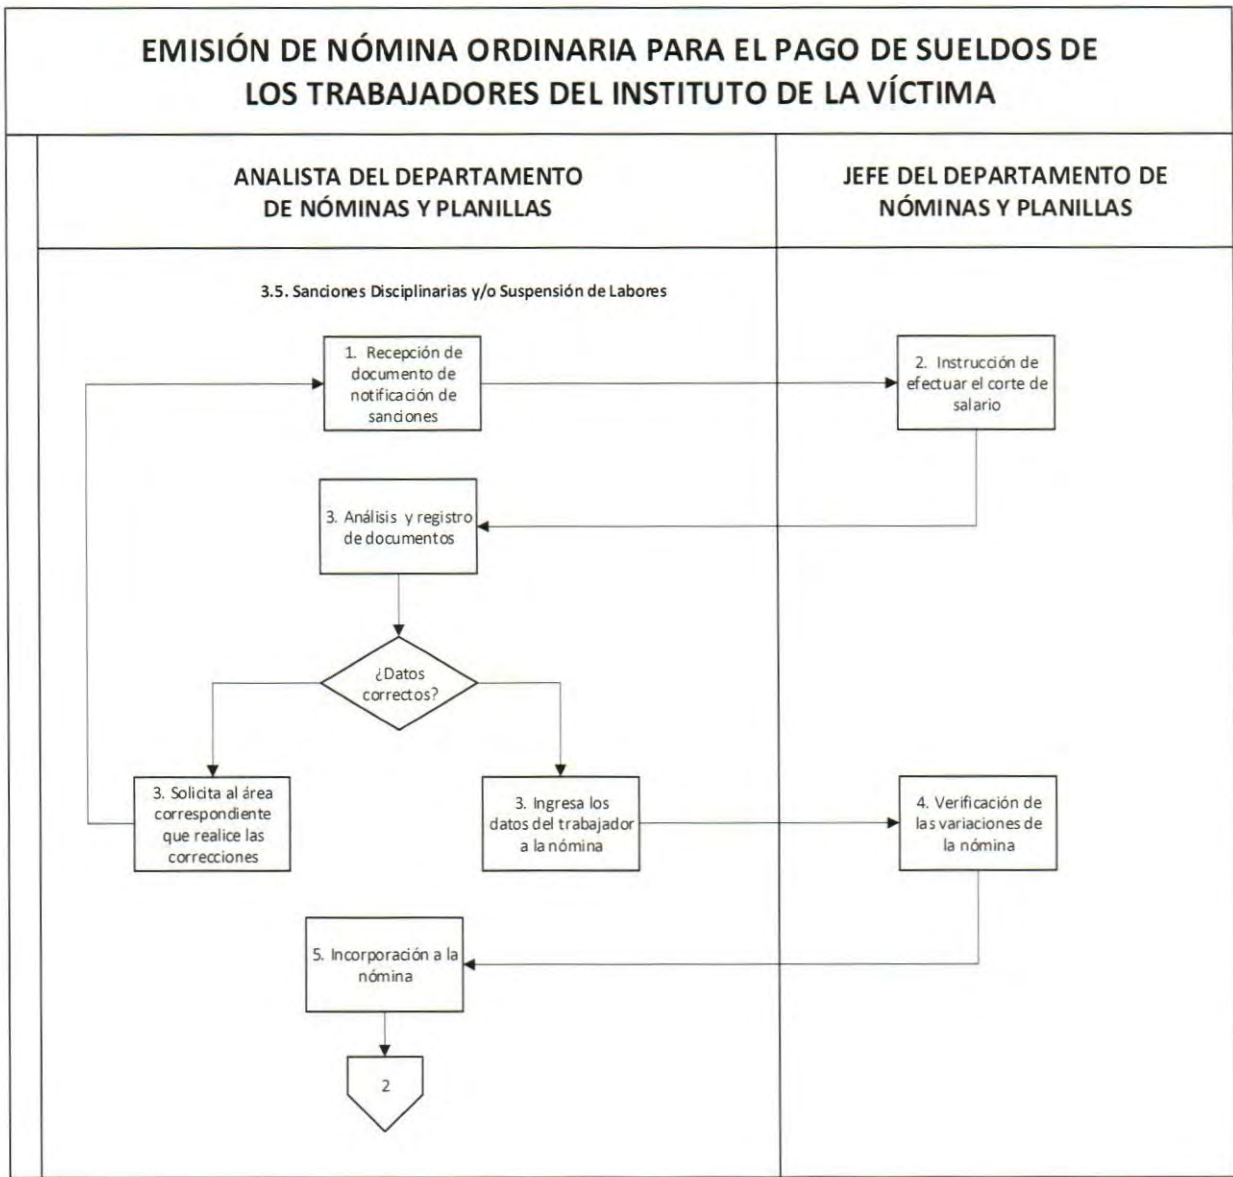 EMISIÓN DE NÓMINA ORDINARIA PARA EL PAGO DE SUELDOS DE
LOS TRABAJADORES DEL INSTITUTO DE LA VÍCTIMA
ANALISTA DEL DEPARTAMENTO
DE NÓMINAS Y PLANILLAS
JEFE DEL DEPARTAMENTO DE
NÓMINAS Y PLANILLAS
3.5. Sanciones Disciplinarias y/o Suspensión de Labores
1. Recepción de
documento de
notificación de
sanciones
2. Instrucción de
efectuar el corte de
salario
3. Análisis y registro
de documentos
¿Datos
correctos?
3. Solicita al área
correspondiente
que realice las
correcciones
3. Ingresa los
datos del trabajador
a la nómina
4. Verificación de
las variaciones de
la nómina
5. Incorporación a la
nómina
2